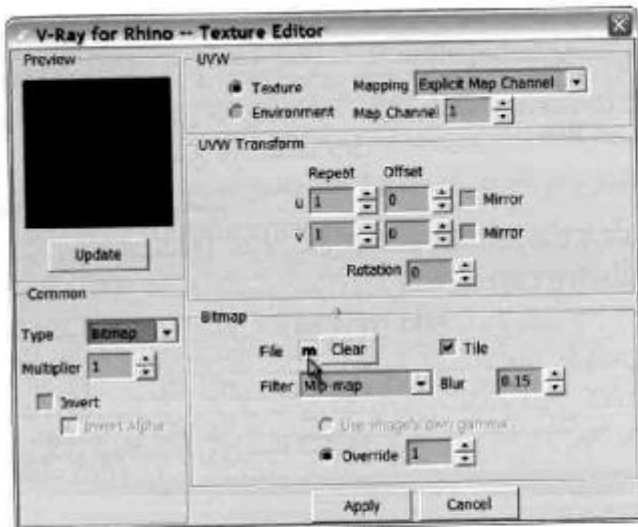 V-Ray for Rhino -- Texture Editor
Preview
Update
Common
Type Bitmap
Multiplier 1
Invert
Invert Alpha
UVW
Texture Mapping Explicit Map Channel
Environment Map Channel 1
UVW Transform
Repeat Offset
u 1 0 Mirror
v 1 0 Mirror
Rotation 0
Bitmap
File m Clear Tile
Filter Mip-map Blur 0.15
Use image's own gamma
Override 1
Apply Cancel